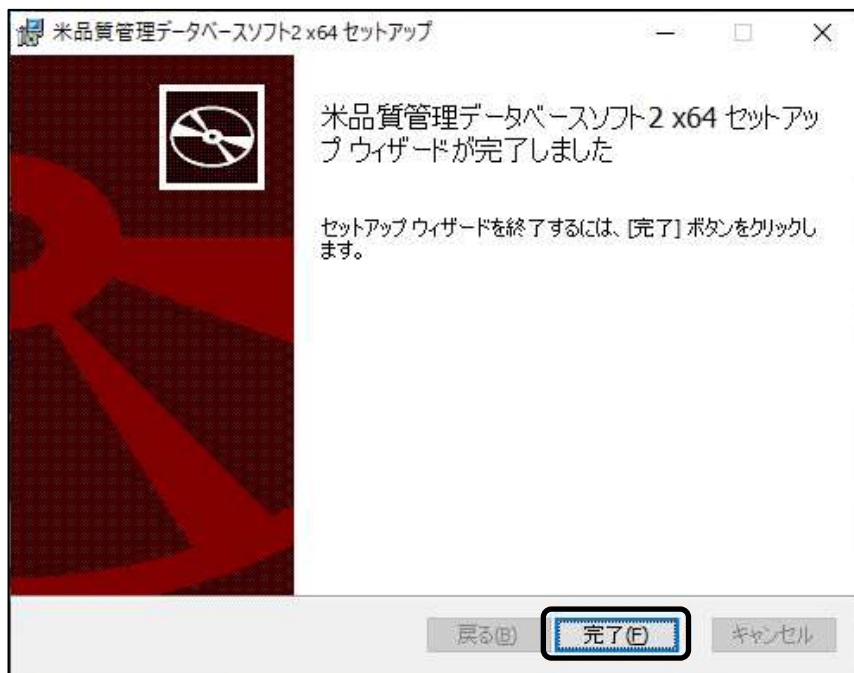 米品質管理データベースソフト2 x64 セットアップ
米品質管理データベースソフト2 x64 セットアッ
プ ウィザードが完了しました
セットアップ ウィザードを終了するには、[完了] ボタンをクリックし
ます。
戻る(B) 完了(F) キャンセル